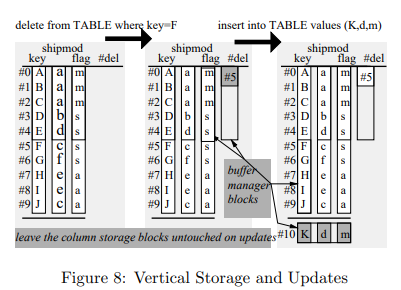 delete from TABLE where key=F insert into TABLE values (K,d,m)
shipmod shipmod shipmod
key flag #del key flag #del key flag #del
#0 A a m #0 A a m #5 #0 A a m #5
#1 B a m #1 B a m #1 B a m
#2 C a m #2 C a m #2 C a m
#3 D b s #3 D b s #3 D b s
#4 E d s #4 E d s #4 E d s
#5 F c s #5 F c s #5 F c s
#6 G f s #6 G f s buffer #6 G f s
#7 H e a #7 H e a manager #7 H e a
#8 I e a #8 I e a blocks #8 I e a
#9 J c a #9 J c a #9 J c a
leave the column storage blocks untouched on updates #10 K d m
Figure 8: Vertical Storage and Updates